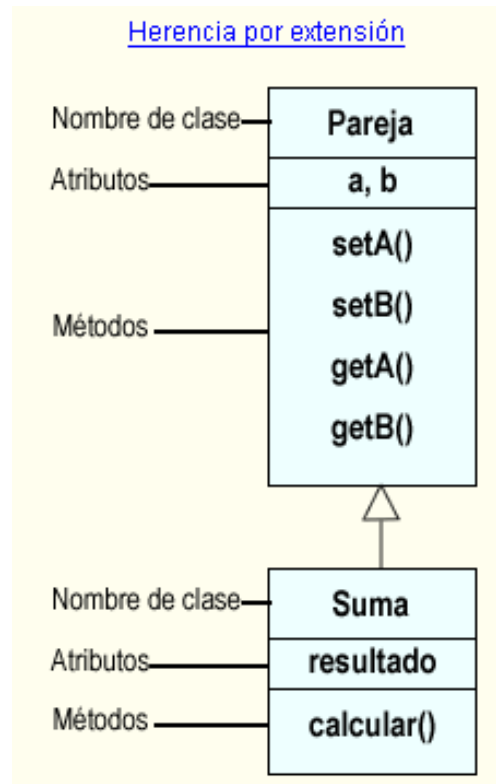 Herencia por extensión
Nombre de clase Pareja
Atributos a, b
setA()
setB()
Métodos
getA()
getB()
Nombre de clase Suma
Atributos resultado
Métodos calcular()